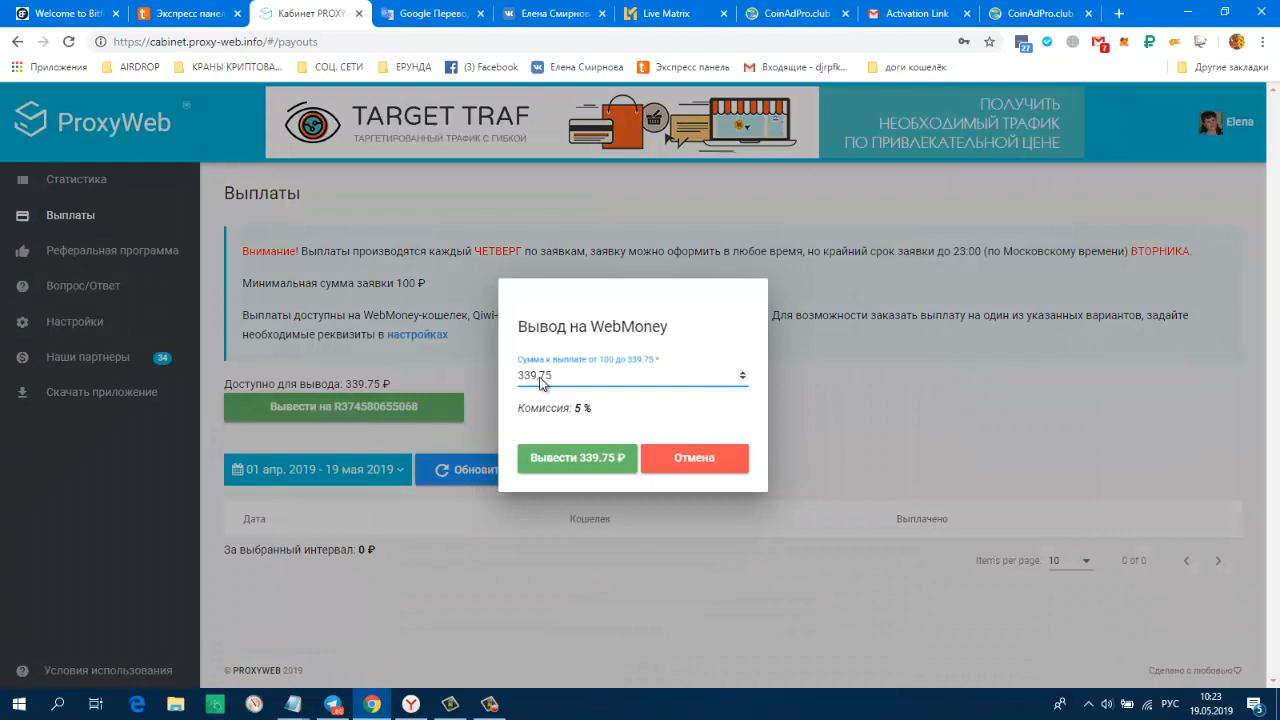 Welcome to Bitmi
Экспресс панель
Кабинет PROXY
Google Перевод
Елена Смирнов
Live Matrix
CoinAdPro.club
Activation Link -
CoinAdPro.club
https://cabinet.proxy-web.info/#/payouts
27
7
Приложения
AIRDROP
КРАНЫ КРИПТОВА...
СОЦ. СЕТИ
ЕРУНДА
(3) Facebook
Елена Смирнова
Экспресс панель
Входящие - djrpfk...
доги кошелёк
Другие закладки
ProxyWeb
TARGET TRAF
ТАРГЕТИРОВАННЫЙ ТРАФИК С ГИБКОЙ
ПОЛУЧИТЬ
НЕОБХОДИМЫЙ ТРАФИК
ПО ПРИВЛЕКАТЕЛЬНОЙ ЦЕНЕ
Elena
Статистика
Выплаты
Реферальная программа
Вопрос/Ответ
Настройки
Наши партнеры 34
Скачать приложение
Условия использования
Выплаты
Внимание! Выплаты производятся каждый ЧЕТВЕРГ по заявкам, заявку можно оформить в любое время, но крайний срок заявки до 23:00 (по Московскому времени) ВТОРНИКА.
Минимальная сумма заявки 100 ₽
Выплаты доступны на WebMoney-кошелек, Qiwi- Для возможности заказать выплату на один из указанных вариантов, задайте
необходимые реквизиты в настройках
Доступно для вывода: 339.75 ₽
Вывести на R374580655068
01 апр. 2019 - 19 мая 2019
Обновит
Вывод на WebMoney
Сумма к выплате от 100 до 339.75 *
339,75
Комиссия: 5 %
Вывести 339.75 ₽
Отмена
Дата
Кошелек
Выплачено
За выбранный интервал: 0 ₽
Items per page: 10
0 of 0
© PROXYWEB 2019
Сделано с любовью
РУС
10:23
19.05.2019